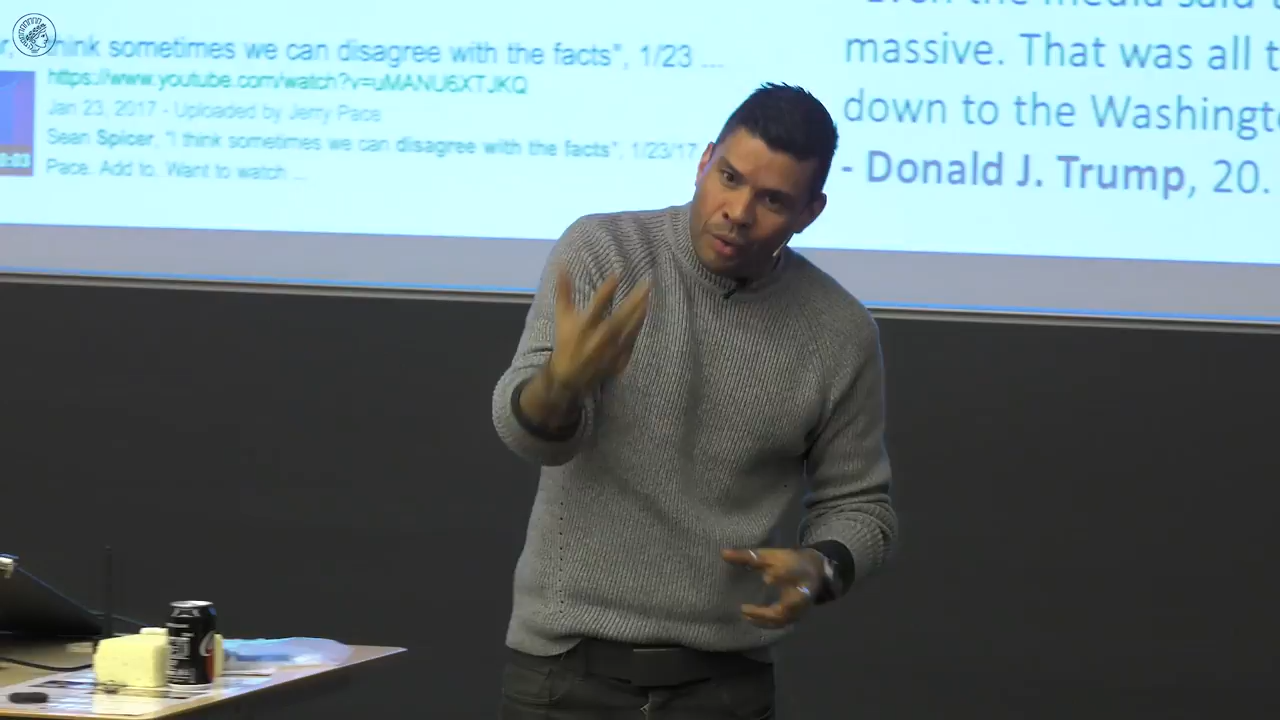 think sometimes we can disagree with the facts", 1/23 ...
https://www.youtube.com/watch?v=uMANU6XTJKQ
Jan 23, 2017 - Uploaded by Jerry Pace
Sean Spicer, "I think sometimes we can disagree with the facts", 1/23/17
Pace. Add to. Want to watch ...
massive. That was all t
down to the Washingt
- Donald J. Trump, 20.